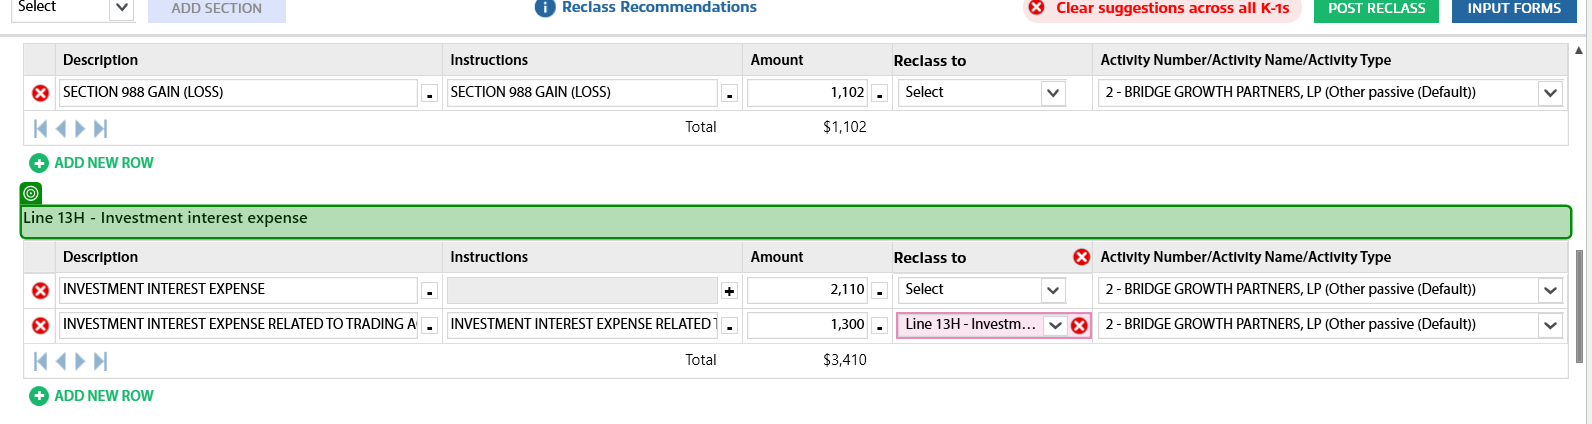 Select ADD SECTION Reclass Recommendations Clear suggestions across all K-1s POST RECLASS INPUT FORMS
Description Instructions Amount Reclass to Activity Number/Activity Name/Activity Type
SECTION 988 GAIN (LOSS) - SECTION 988 GAIN (LOSS) - 1,102 - Select 2 - BRIDGE GROWTH PARTNERS, LP (Other passive (Default))
Total $1,102
ADD NEW ROW
Line 13H - Investment interest expense
Description Instructions Amount Reclass to Activity Number/Activity Name/Activity Type
INVESTMENT INTEREST EXPENSE - + 2,110 - Select 2 - BRIDGE GROWTH PARTNERS, LP (Other passive (Default))
INVESTMENT INTEREST EXPENSE RELATED TO TRADING - INVESTMENT INTEREST EXPENSE RELATED - 1,300 - Line 13H - Investm... 2 - BRIDGE GROWTH PARTNERS, LP (Other passive (Default))
Total $3,410
ADD NEW ROW